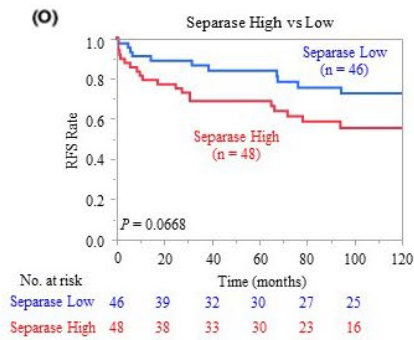 (O)
Separase High vs Low
1.0
0.8
0.6
0.4
0.2
0.0
RFS Rate
Separase Low
(n = 46)
Separase High
(n = 48)
P = 0.0668
0 20 40 60 80 100 120
No. at risk
Time (months)
Separase Low 46 39 32 30 27 25
Separase High 48 38 33 30 23 16